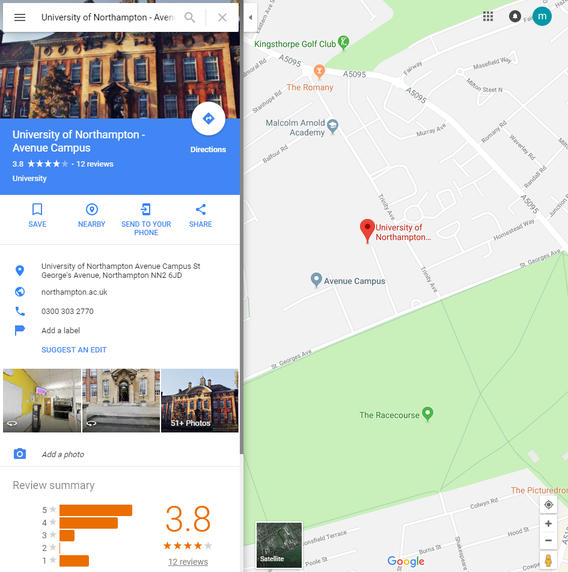 University of Northampton - Aven
University of Northampton -
Avenue Campus
3.8
- 12 reviews
University
Directions
SAVE
NEARBY
SEND TO YOUR
PHONE
SHARE
University of Northampton Avenue Campus St
George's Avenue, Northampton NN2 6JD
northampton.ac.uk
0300 303 2770
Add a label
SUGGEST AN EDIT
51+ Photos
Add a photo
Review summary
5
4
3
2
1
3.8
12 reviews
m
Kingsthorpe Golf Club
A5095
The Romany
A5095
Fairway
Masefield Way
Milton Street N
Stanhope Rd
A5095
Malcolm Arnold
Academy
Murray Ave
Romany Rd
Balfour Rd
Waverley Rd
Randall Rd
Trinity Ave
A5095
University of
Northampton...
Homestead Way
St. Georges Ave
Avenue Campus
Trinity Ave
St. Georges Ave
The Racecourse
The Picturedro
Colwyn Rd
Hood St
Burns St
Shakespeare
Poole St
Satellite
Google